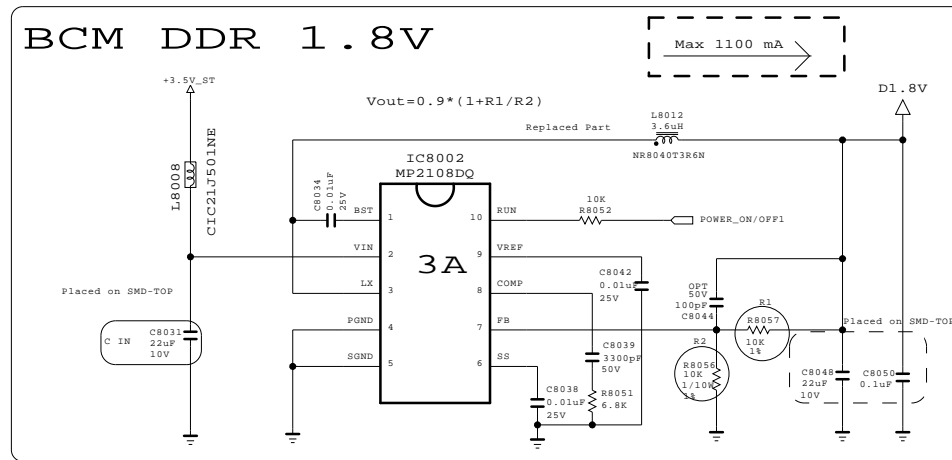 BCM DDR 1.8V
Max 1100 mA
+3.5V_ST
D1.8V
Vout=0.9*(1+R1/R2)
Replaced Part
L8012
3.6uH
NR8040T3R6N
L8008
CIC21J501NE
IC8002
MP2108DQ
3A
C8034
0.01uF
25V
BST
1
VIN
2
LX
3
PGND
4
SGND
5
RUN
10
VREF
9
COMP
8
FB
7
SS
6
10K
R8052
POWER_ON/OFF1
Placed on SMD-TOP
C IN
C8031
22uF
10V
C8042
0.01uF
25V
C8039
3300pF
50V
R8051
6.8K
C8038
0.01uF
25V
OPT
50V
100pF
C8044
R1
R8057
10K
1%
R2
R8056
10K
1/10W
1%
Placed on SMD-TOP
C8048
22uF
10V
C8050
0.1uF